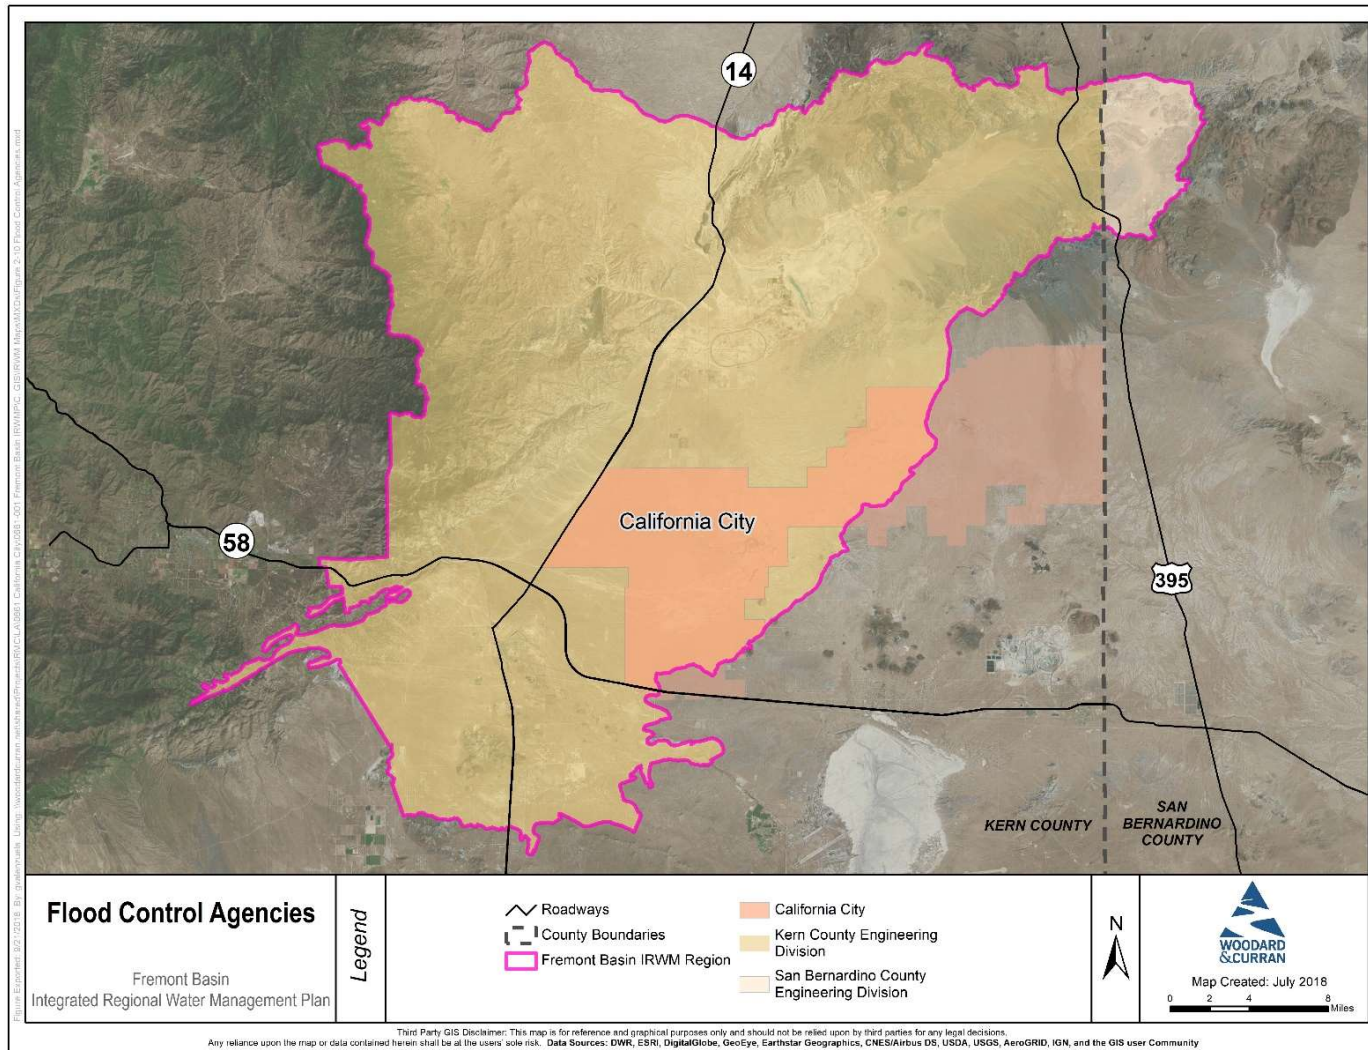 14
58
California City
395
KERN COUNTY
SAN
BERNARDINO
COUNTY
Flood Control Agencies
Fremont Basin
Integrated Regional Water Management Plan
Legend
Roadways
County Boundaries
Fremont Basin IRWM Region
California City
Kern County Engineering
Division
San Bernardino County
Engineering Division
N
WOODARD
&CURRAN
Map Created: July 2018
0 2 4 8
Miles
Third Party GIS Disclaimer: This map is for reference and graphical purposes only and should not be relied upon by third parties for any legal decisions.
Any reliance upon the map or data contained herein shall be at the users' sole risk. Data Sources: DWR, ESRI, DigitalGlobe, GeoEye, Earthstar Geographics, CNES/Airbus DS, USDA, USGS, AeroGRID, IGN, and the GIS user Community